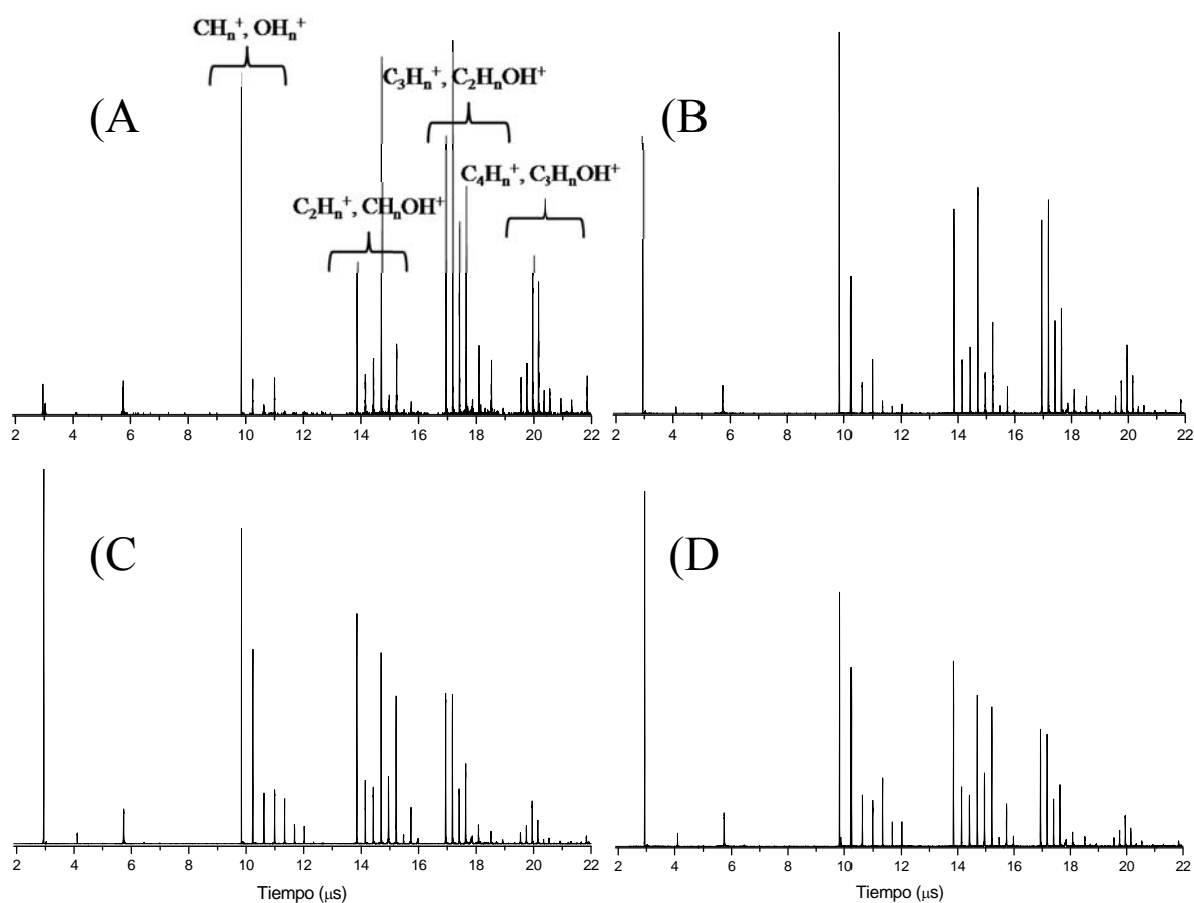 CHₙ⁺, OHₙ⁺
C₃Hₙ⁺, C₂HₙOH⁺
C₄Hₙ⁺, C₃HₙOH⁺
C₂Hₙ⁺, CHₙOH⁺
(A
(B
2 4 6 8 10 12 14 16 18 20 22
2 4 6 8 10 12 14 16 18 20 22
(C
(D
2 4 6 8 10 12 14 16 18 20 22
2 4 6 8 10 12 14 16 18 20 22
Tiempo (μs)
Tiempo (μs)